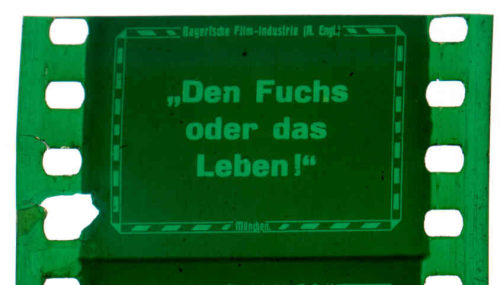 Bayerische Film-Industrie (A. Engl.)
„Den Fuchs
oder das
Leben!“
München.